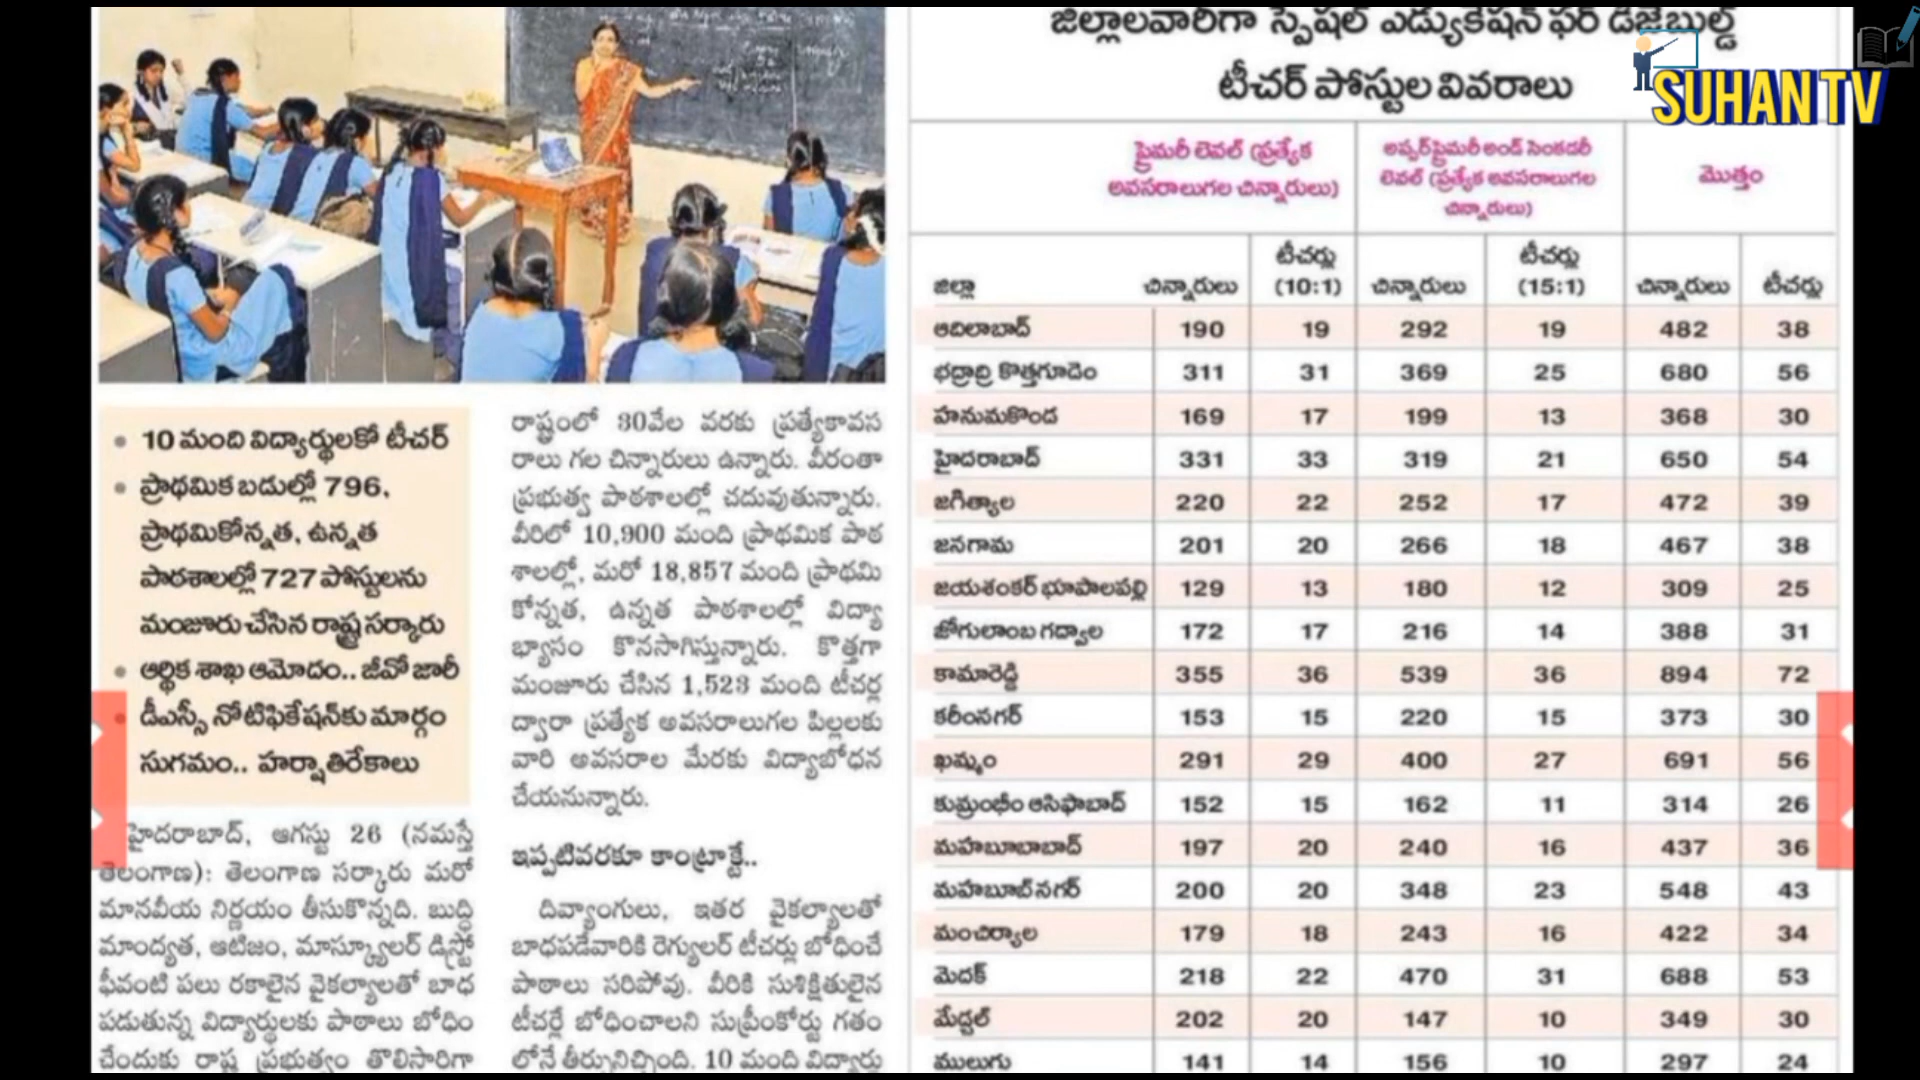 జిల్లాలవారీగా స్పెషల్ ఎడ్యుకేషన్ ఫర్ డిజేబుల్డ్
టీచర్ పోస్టుల వివరాలు
SUHAN TV
ప్రైమరీ లెవల్ (ప్రత్యేక అవసరాలుగల చిన్నారులు)
అప్పర్‌ప్రైమరీ అండ్ సెంకడరీ లెవల్ (ప్రత్యేక అవసరాలుగల చిన్నారులు)
మొత్తం
జిల్లా చిన్నారులు టీచర్లు (10:1) చిన్నారులు టీచర్లు (15:1) చిన్నారులు టీచర్లు
ఆదిలాబాద్ 190 19 292 19 482 38
భద్రాద్రి కొత్తగూడెం 311 31 369 25 680 56
హనుమకొండ 169 17 199 13 368 30
హైదరాబాద్ 331 33 319 21 650 54
జగిత్యాల 220 22 252 17 472 39
జనగామ 201 20 266 18 467 38
జయశంకర్ భూపాలపల్లి 129 13 180 12 309 25
జోగులాంబ గద్వాల 172 17 216 14 388 31
కామారెడ్డి 355 36 539 36 894 72
కరీంనగర్ 153 15 220 15 373 30
ఖమ్మం 291 29 400 27 691 56
కుమ్రంభీం ఆసిఫాబాద్ 152 15 162 11 314 26
మహబూబాబాద్ 197 20 240 16 437 36
మహబూబ్‌నగర్ 200 20 348 23 548 43
మంచిర్యాల 179 18 243 16 422 34
మెదక్ 218 22 470 31 688 53
మేడ్చల్ 202 20 147 10 349 30
ములుగు 141 14 156 10 297 24
• 10 మంది విద్యార్థులకో టీచర్
• ప్రాథమిక బడుల్లో 796,
ప్రాథమికోన్నత, ఉన్నత
పాఠశాలల్లో 727 పోస్టులను
మంజూరు చేసిన రాష్ట్ర సర్కారు
• ఆర్థిక శాఖ ఆమోదం.. జీవో జారీ
• డీఎస్సీ నోటిఫికేషన్‌కు మార్గం
సుగమం.. హర్షాతిరేకాలు
హైదరాబాద్, ఆగస్టు 26 (నమస్తే
తెలంగాణ): తెలంగాణ సర్కారు మరో
మానవీయ నిర్ణయం తీసుకొన్నది. బుద్ధి
మాంద్యత, ఆటిజం, మాస్క్యూలర్ డిస్ట్రో
ఫీవంటి పలు రకాలైన వైకల్యాలతో బాధ
పడుతున్న విద్యార్థులకు పాఠాలు బోధిం
చేందుకు రాష్ట్ర ప్రభుత్వం తొలిసారిగా
రాష్ట్రంలో 30వేల వరకు ప్రత్యేకావస
రాలు గల చిన్నారులు ఉన్నారు. వీరంతా
ప్రభుత్వ పాఠశాలల్లో చదువుతున్నారు.
వీరిలో 10,900 మంది ప్రాథమిక పాఠ
శాలల్లో, మరో 18,857 మంది ప్రాథమి
కోన్నత, ఉన్నత పాఠశాలల్లో విద్యా
భ్యాసం కొనసాగిస్తున్నారు. కొత్తగా
మంజూరు చేసిన 1,523 మంది టీచర్ల
ద్వారా ప్రత్యేక అవసరాలుగల పిల్లలకు
వారి అవసరాల మేరకు విద్యాబోధన
చేయనున్నారు.
ఇప్పటివరకూ కాంట్రాక్టే..
దివ్యాంగులు, ఇతర వైకల్యాలతో
బాధపడేవారికి రెగ్యులర్ టీచర్లు బోధించే
పాఠాలు సరిపోవు. వీరికి సుశిక్షితులైన
టీచర్లే బోధించాలని సుప్రీంకోర్టు గతం
లోనే తీర్పునిచ్చింది. 10 మంది విద్యార్థు